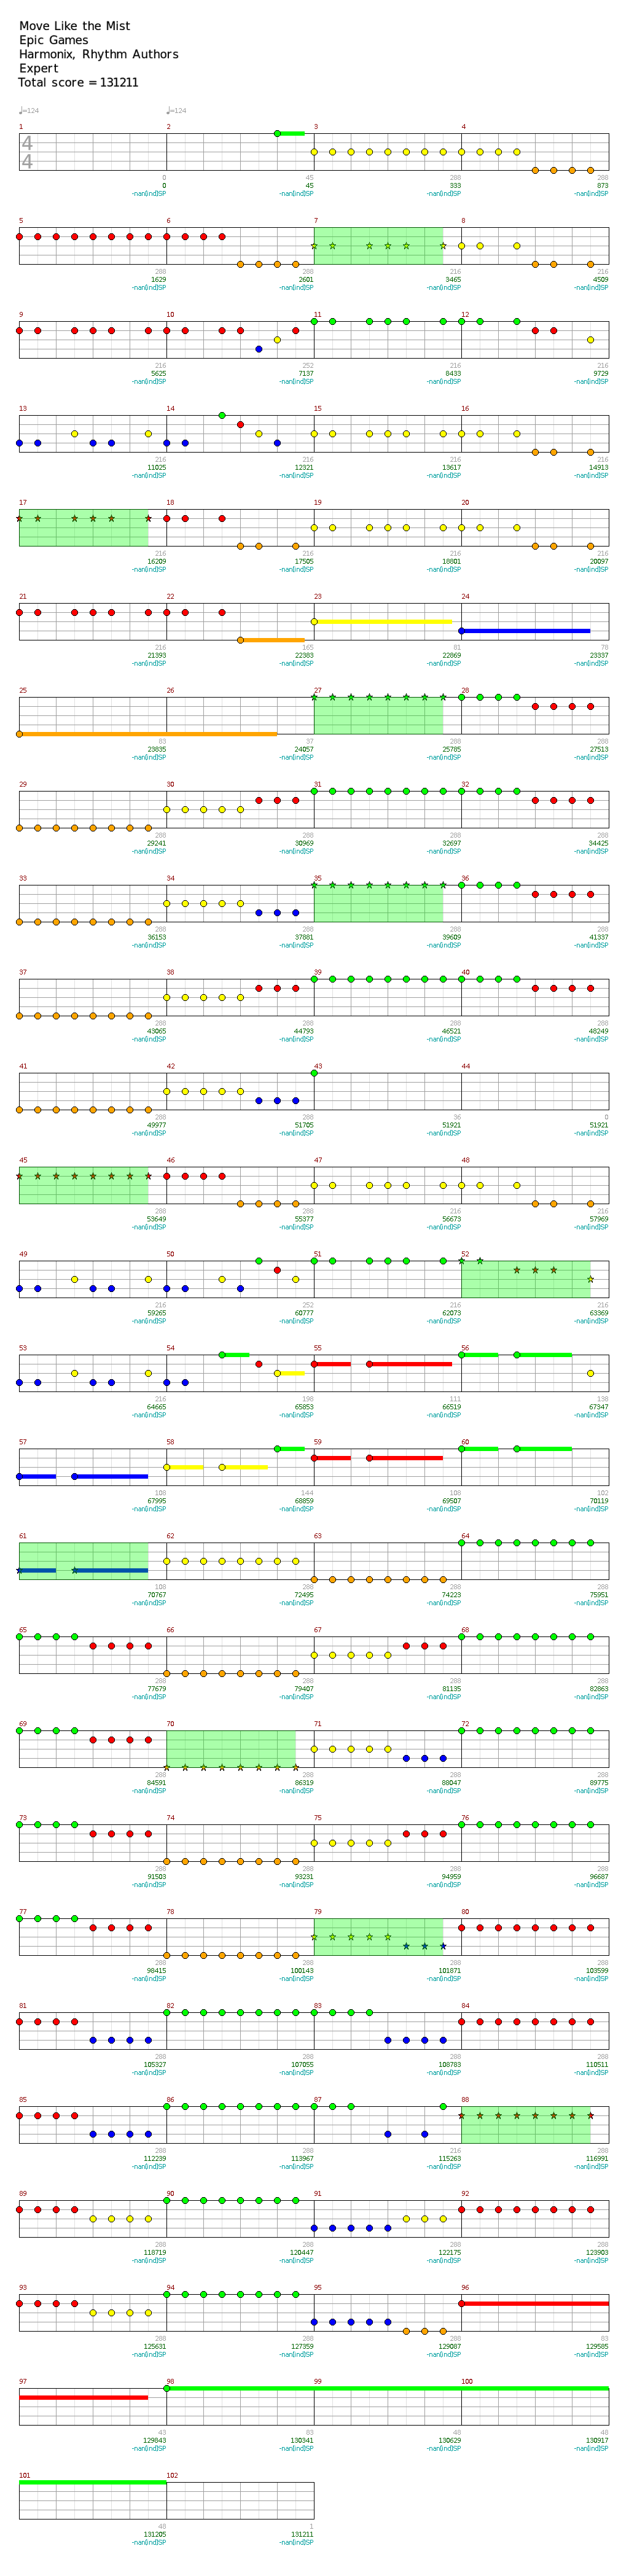 Move Like the Mist
Epic Games
Harmonix, Rhythm Authors
Expert
Total score = 131211
♩=124 ♩=124
1 2 3 4
4
4
0 45 288 288
0 45 333 873
-nan(ind)SP -nan(ind)SP -nan(ind)SP -nan(ind)SP
5 6 7 8
288 288 216 216
1629 2601 3465 4509
-nan(ind)SP -nan(ind)SP -nan(ind)SP -nan(ind)SP
9 10 11 12
216 252 216 216
5625 7137 8433 9729
-nan(ind)SP -nan(ind)SP -nan(ind)SP -nan(ind)SP
13 14 15 16
216 216 216 216
11025 12321 13617 14913
-nan(ind)SP -nan(ind)SP -nan(ind)SP -nan(ind)SP
17 18 19 20
216 216 216 216
16209 17505 18801 20097
-nan(ind)SP -nan(ind)SP -nan(ind)SP -nan(ind)SP
21 22 23 24
216 165 81 78
21393 22383 22869 23337
-nan(ind)SP -nan(ind)SP -nan(ind)SP -nan(ind)SP
25 26 27 28
83 37 288 288
23835 24057 25785 27513
-nan(ind)SP -nan(ind)SP -nan(ind)SP -nan(ind)SP
29 30 31 32
288 288 288 288
29241 30969 32697 34425
-nan(ind)SP -nan(ind)SP -nan(ind)SP -nan(ind)SP
33 34 35 36
288 288 288 288
36153 37881 39609 41337
-nan(ind)SP -nan(ind)SP -nan(ind)SP -nan(ind)SP
37 38 39 40
288 288 288 288
43065 44793 46521 48249
-nan(ind)SP -nan(ind)SP -nan(ind)SP -nan(ind)SP
41 42 43 44
288 288 36 0
49977 51705 51921 51921
-nan(ind)SP -nan(ind)SP -nan(ind)SP -nan(ind)SP
45 46 47 48
288 288 216 216
53649 55377 56673 57969
-nan(ind)SP -nan(ind)SP -nan(ind)SP -nan(ind)SP
49 50 51 52
216 252 216 216
59265 60777 62073 63369
-nan(ind)SP -nan(ind)SP -nan(ind)SP -nan(ind)SP
53 54 55 56
216 198 111 138
64665 65853 66519 67347
-nan(ind)SP -nan(ind)SP -nan(ind)SP -nan(ind)SP
57 58 59 60
108 144 108 102
67995 68859 69507 70119
-nan(ind)SP -nan(ind)SP -nan(ind)SP -nan(ind)SP
61 62 63 64
108 288 288 288
70767 72495 74223 75951
-nan(ind)SP -nan(ind)SP -nan(ind)SP -nan(ind)SP
65 66 67 68
288 288 288 288
77679 79407 81135 82863
-nan(ind)SP -nan(ind)SP -nan(ind)SP -nan(ind)SP
69 70 71 72
288 288 288 288
84591 86319 88047 89775
-nan(ind)SP -nan(ind)SP -nan(ind)SP -nan(ind)SP
73 74 75 76
288 288 288 288
91503 93231 94959 96687
-nan(ind)SP -nan(ind)SP -nan(ind)SP -nan(ind)SP
77 78 79 80
288 288 288 288
98415 100143 101871 103599
-nan(ind)SP -nan(ind)SP -nan(ind)SP -nan(ind)SP
81 82 83 84
288 288 288 288
105327 107055 108783 110511
-nan(ind)SP -nan(ind)SP -nan(ind)SP -nan(ind)SP
85 86 87 88
288 288 216 288
112239 113967 115263 116991
-nan(ind)SP -nan(ind)SP -nan(ind)SP -nan(ind)SP
89 90 91 92
288 288 288 288
118719 120447 122175 123903
-nan(ind)SP -nan(ind)SP -nan(ind)SP -nan(ind)SP
93 94 95 96
288 288 288 83
125631 127359 129087 129585
-nan(ind)SP -nan(ind)SP -nan(ind)SP -nan(ind)SP
97 98 99 100
43 83 48 48
129843 130341 130629 130917
-nan(ind)SP -nan(ind)SP -nan(ind)SP -nan(ind)SP
101 102
48 1
131205 131211
-nan(ind)SP -nan(ind)SP